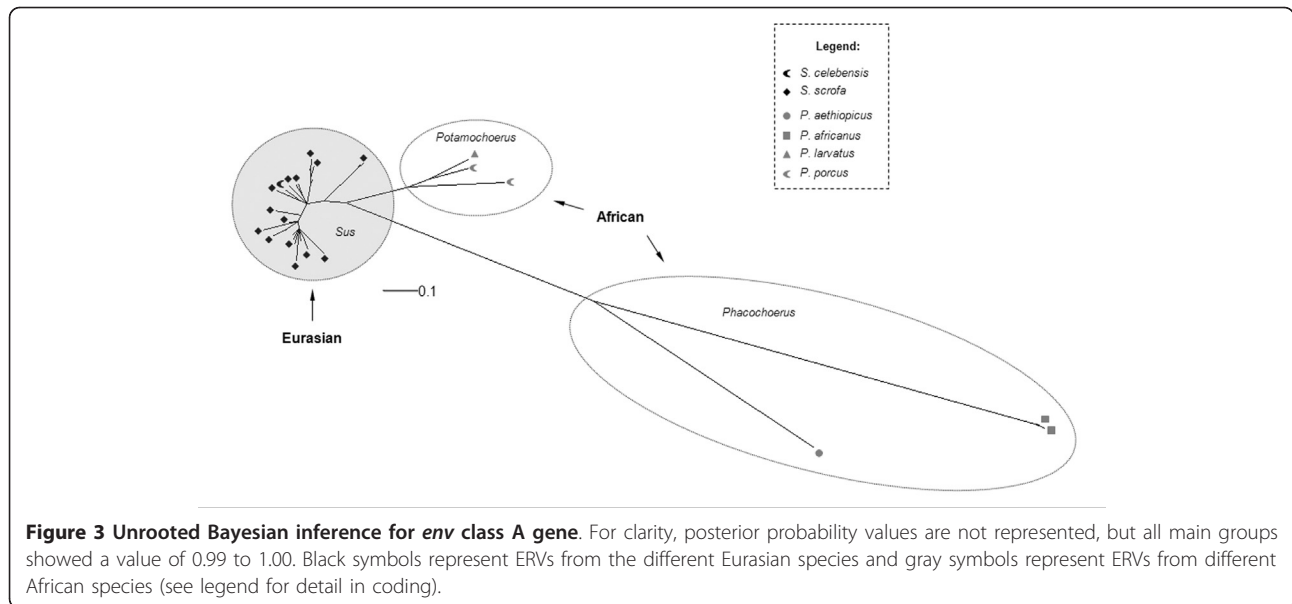 Legend:
S. celebensis
S. scrofa
P. aethiopicus
P. africanus
P. larvatus
P. porcus
Potamochoerus
African
Sus
0.1
Phacochoerus
Eurasian
Figure 3 Unrooted Bayesian inference for env class A gene. For clarity, posterior probability values are not represented, but all main groups
showed a value of 0.99 to 1.00. Black symbols represent ERVs from the different Eurasian species and gray symbols represent ERVs from different
African species (see legend for detail in coding).